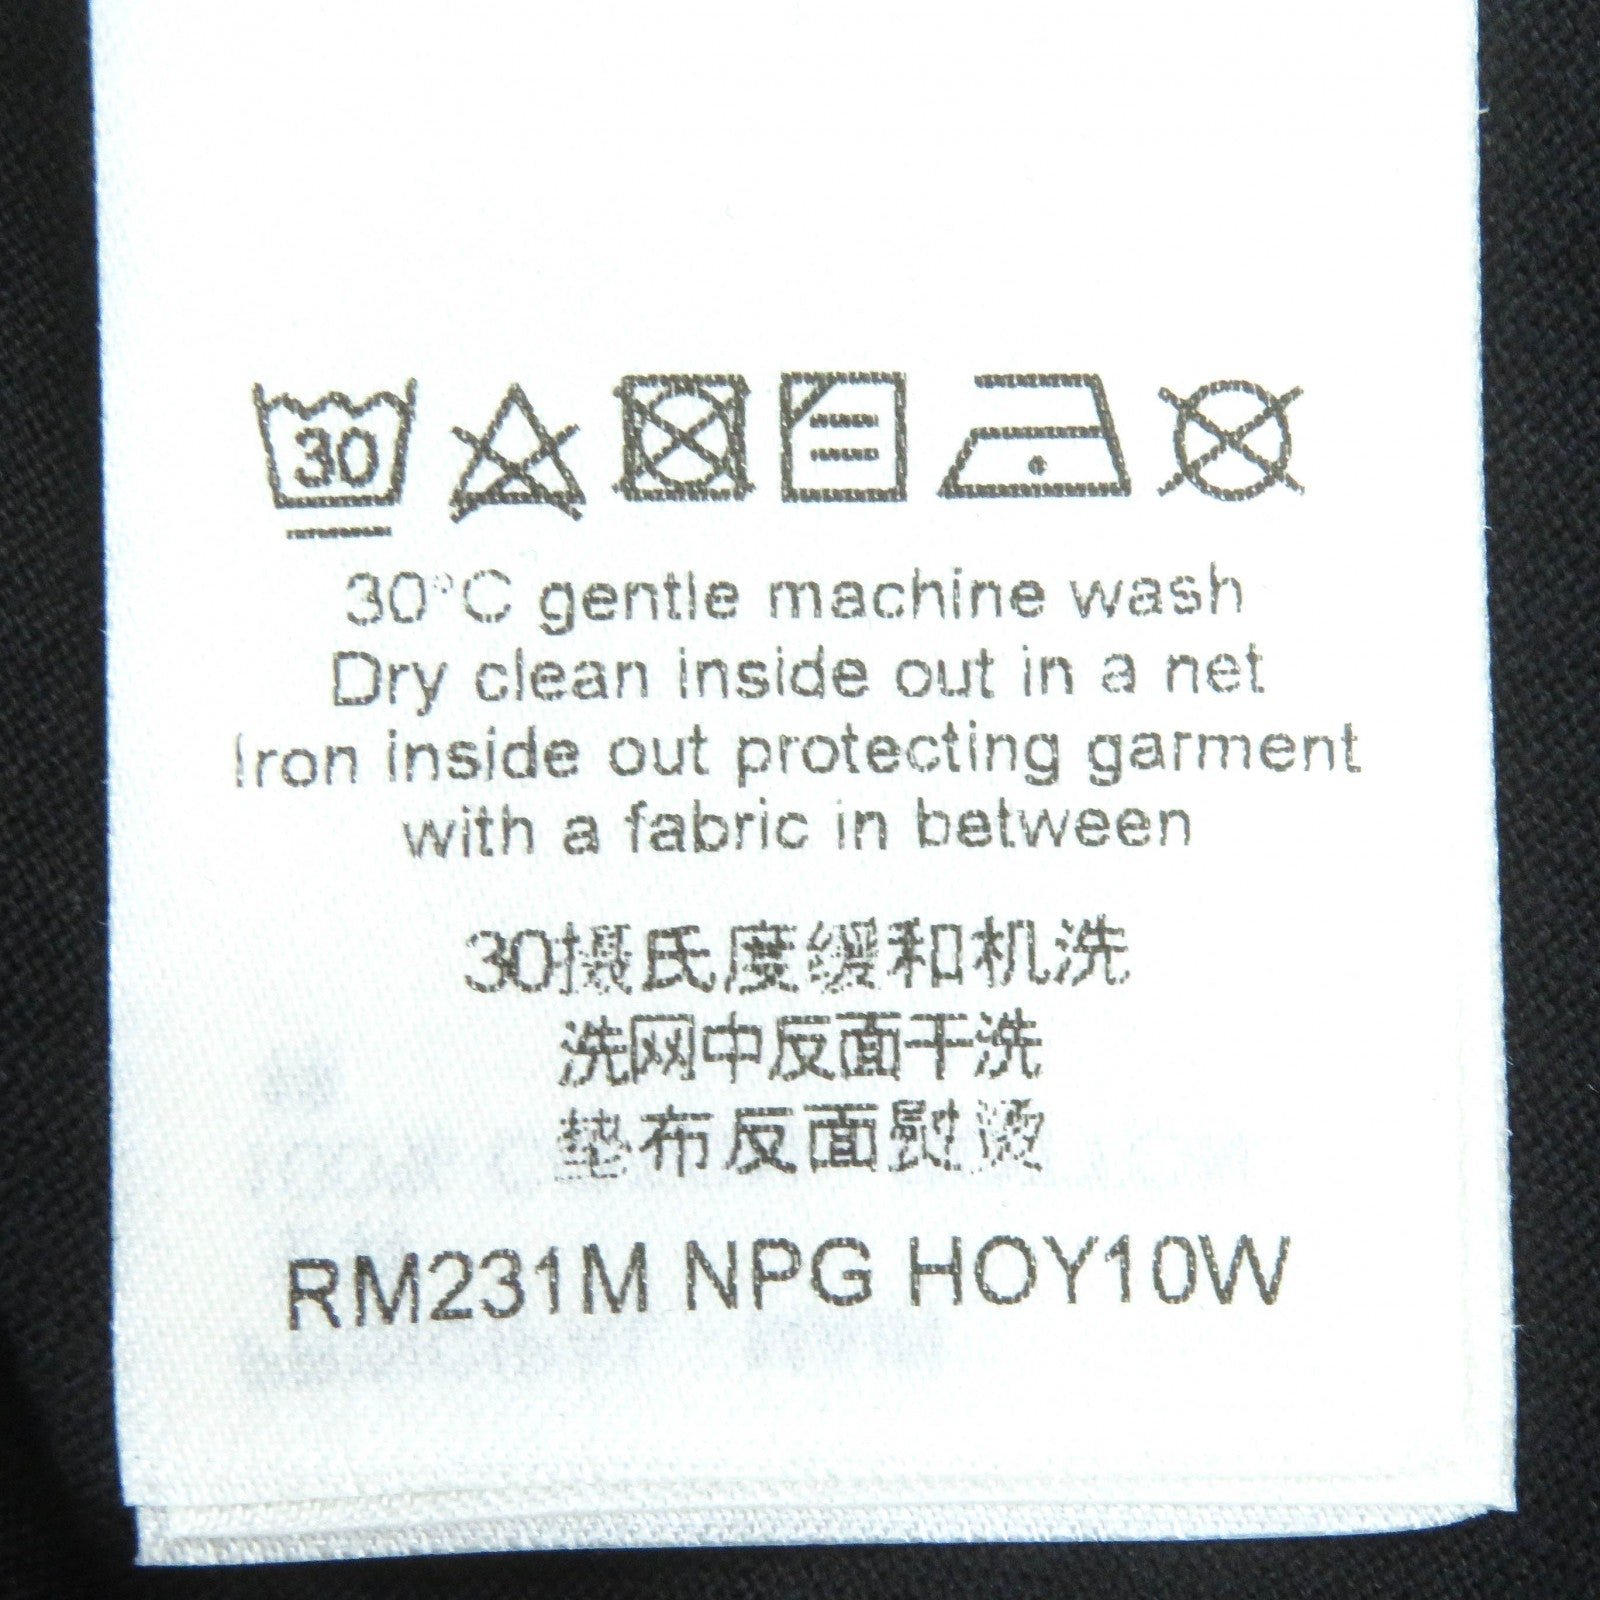 30
30°C gentle machine wash
Dry clean inside out in a net
Iron inside out protecting garment
with a fabric in between
30摄氏度缓和机洗
洗网中反面干洗
垫布反面熨烫
RM231M NPG HOY10W